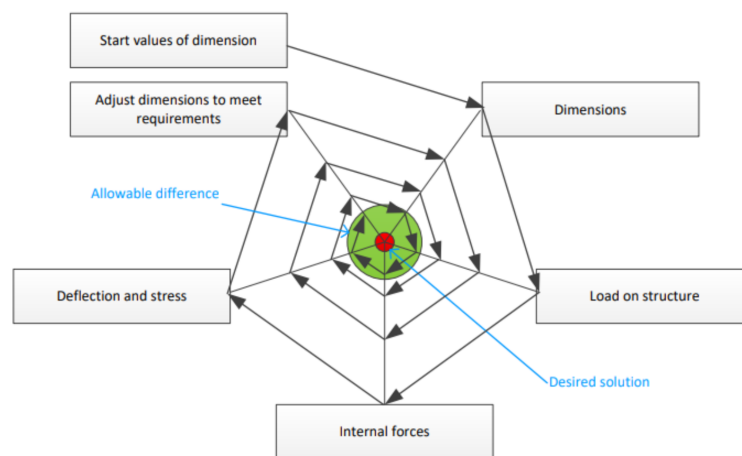 Start values of dimension
Adjust dimensions to meet
requirements
Dimensions
Allowable difference
Deflection and stress
Load on structure
Desired solution
Internal forces